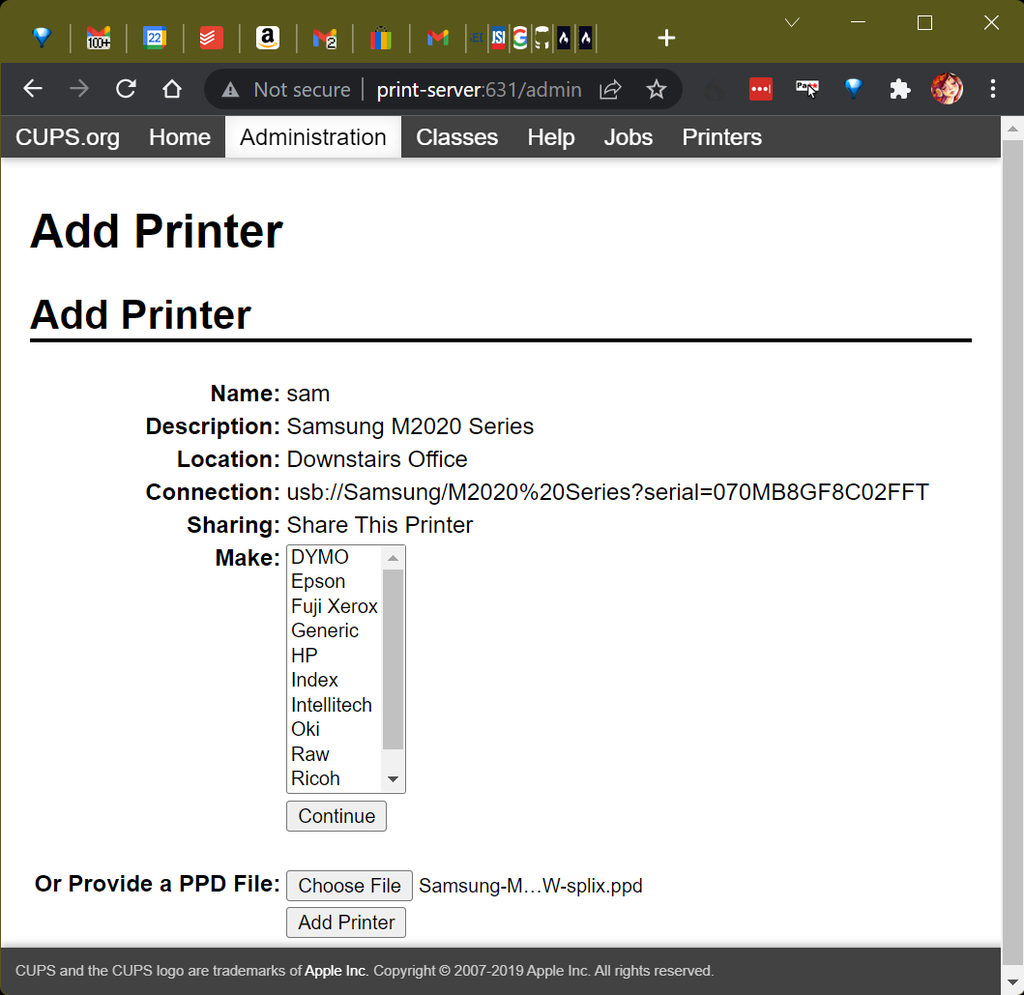 100+
22
a
2
JSI
G
Not secure
print-server:631/admin
CUPS.org Home Administration Classes Help Jobs Printers
Add Printer
Add Printer
Name: sam
Description: Samsung M2020 Series
Location: Downstairs Office
Connection: usb://Samsung/M2020%20Series?serial=070MB8GF8C02FFT
Sharing: Share This Printer
Make: DYMO
Epson
Fuji Xerox
Generic
HP
Index
Intellitech
Oki
Raw
Ricoh
Continue
Or Provide a PPD File: Choose File Samsung-M…W-splix.ppd
Add Printer
CUPS and the CUPS logo are trademarks of Apple Inc. Copyright © 2007-2019 Apple Inc. All rights reserved.